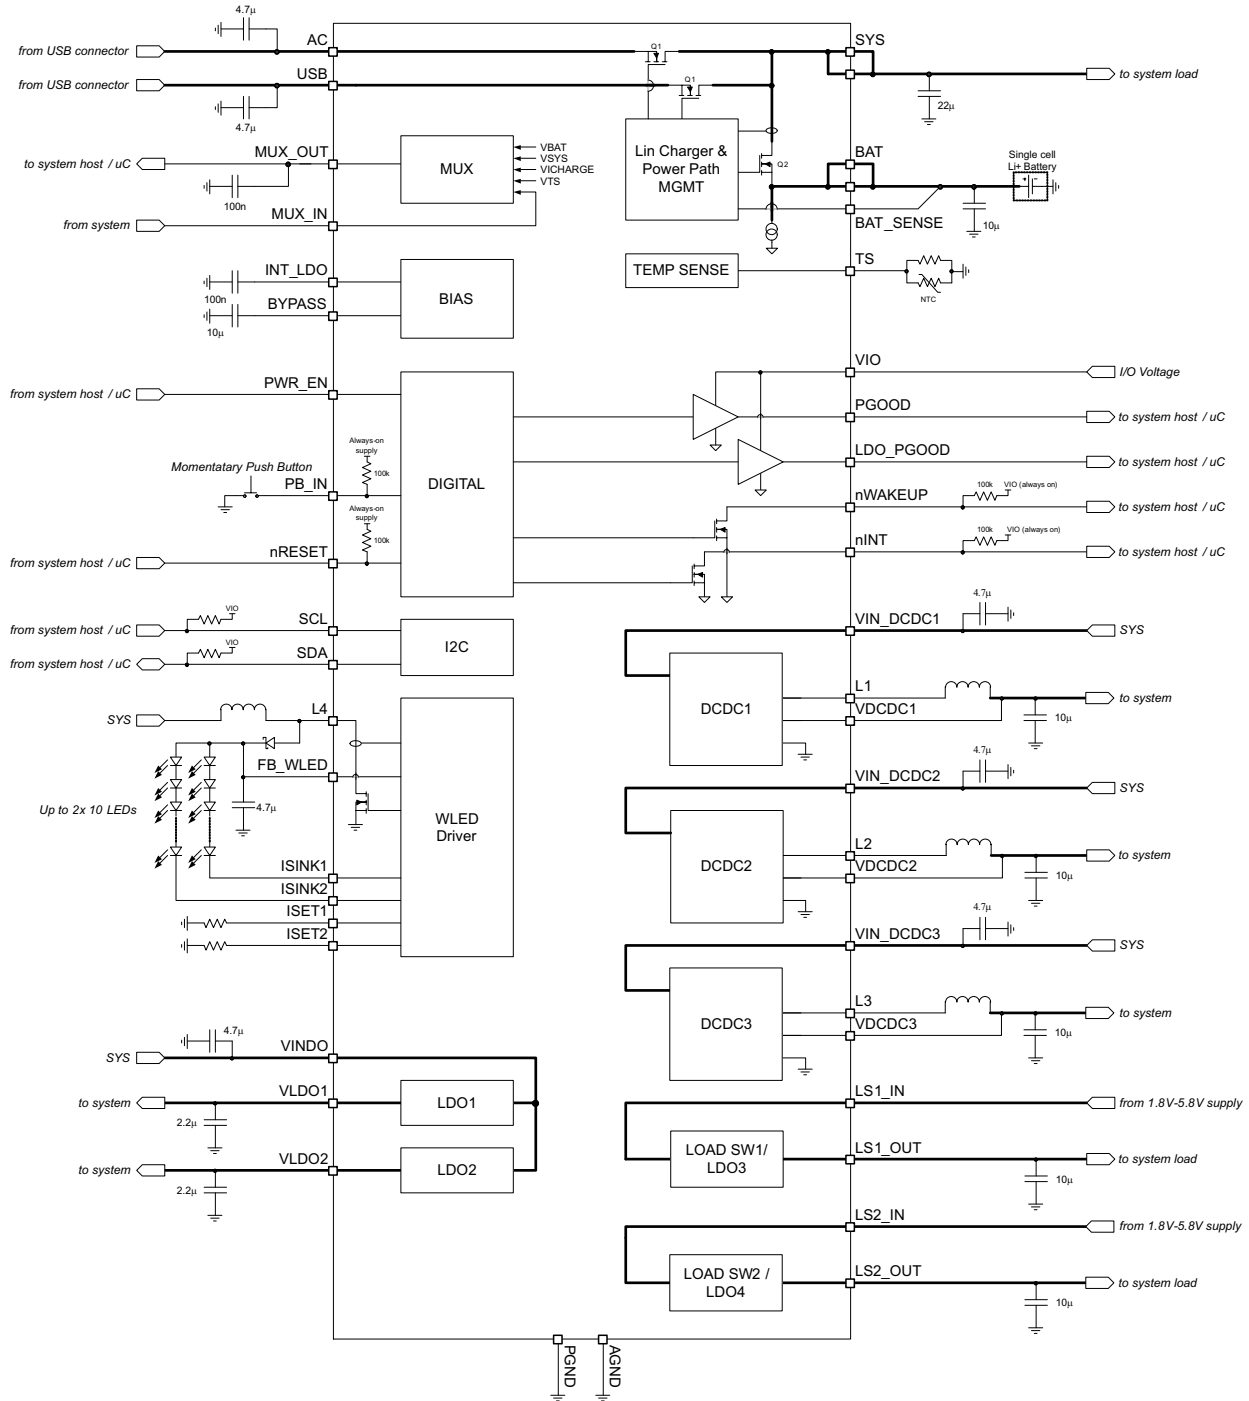 4.7μ
AC
from USB connector
USB
from USB connector
4.7μ
MUX_OUT
to system host / uC
100n
MUX_IN
from system
MUX
VBAT
VSYS
VICHARGE
VTS
Q1
Q1
Lin Charger &
Power Path
MGMT
Q2
SYS
to system load
22μ
BAT
Single cell
Li+ Battery
+
-
BAT_SENSE
10μ
TEMP SENSE
TS
NTC
INT_LDO
100n
BYPASS
10μ
BIAS
VIO
I/O Voltage
PWR_EN
from system host / uC
PGOOD
to system host / uC
LDO_PGOOD
to system host / uC
Always-on
supply
100k
Momentatary Push Button
PB_IN
Always-on
supply
100k
nRESET
from system host / uC
DIGITAL
nWAKEUP
100k
VIO (always on)
to system host / uC
nINT
100k
VIO (always on)
to system host / uC
VIO
SCL
from system host / uC
VIO
SDA
from system host / uC
I2C
VIN_DCDC1
4.7μ
SYS
DCDC1
L1
VDCDC1
to system
10μ
SYS
L4
FB_WLED
4.7μ
Up to 2x 10 LEDs
WLED
Driver
ISINK1
ISINK2
ISET1
ISET2
VIN_DCDC2
4.7μ
SYS
DCDC2
L2
VDCDC2
to system
10μ
VIN_DCDC3
4.7μ
SYS
DCDC3
L3
VDCDC3
to system
10μ
4.7μ
VINDO
SYS
VLDO1
to system
2.2μ
LDO1
VLDO2
to system
2.2μ
LDO2
LS1_IN
from 1.8V-5.8V supply
LOAD SW1/
LDO3
LS1_OUT
to system load
10μ
LS2_IN
from 1.8V-5.8V supply
LOAD SW2 /
LDO4
LS2_OUT
to system load
10μ
PGND
AGND